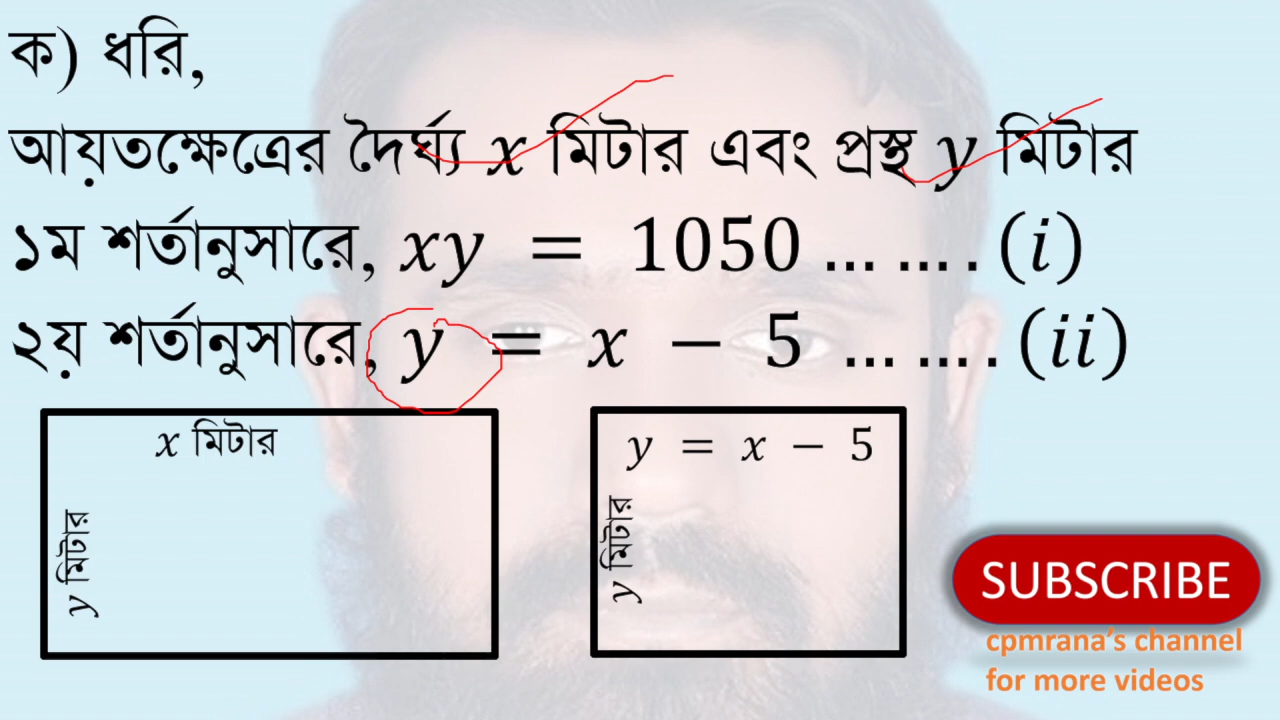 ক) ধরি,
আয়তক্ষেত্রের দৈর্ঘ্য x মিটার এবং প্রস্থ y মিটার
১ম শর্তানুসারে, xy = 1050 ... ... . (i)
২য় শর্তানুসারে, y = x − 5 ... ... . (ii)
x মিটার
y মিটার
y = x − 5
y মিটার
SUBSCRIBE
cpmrana's channel
for more videos